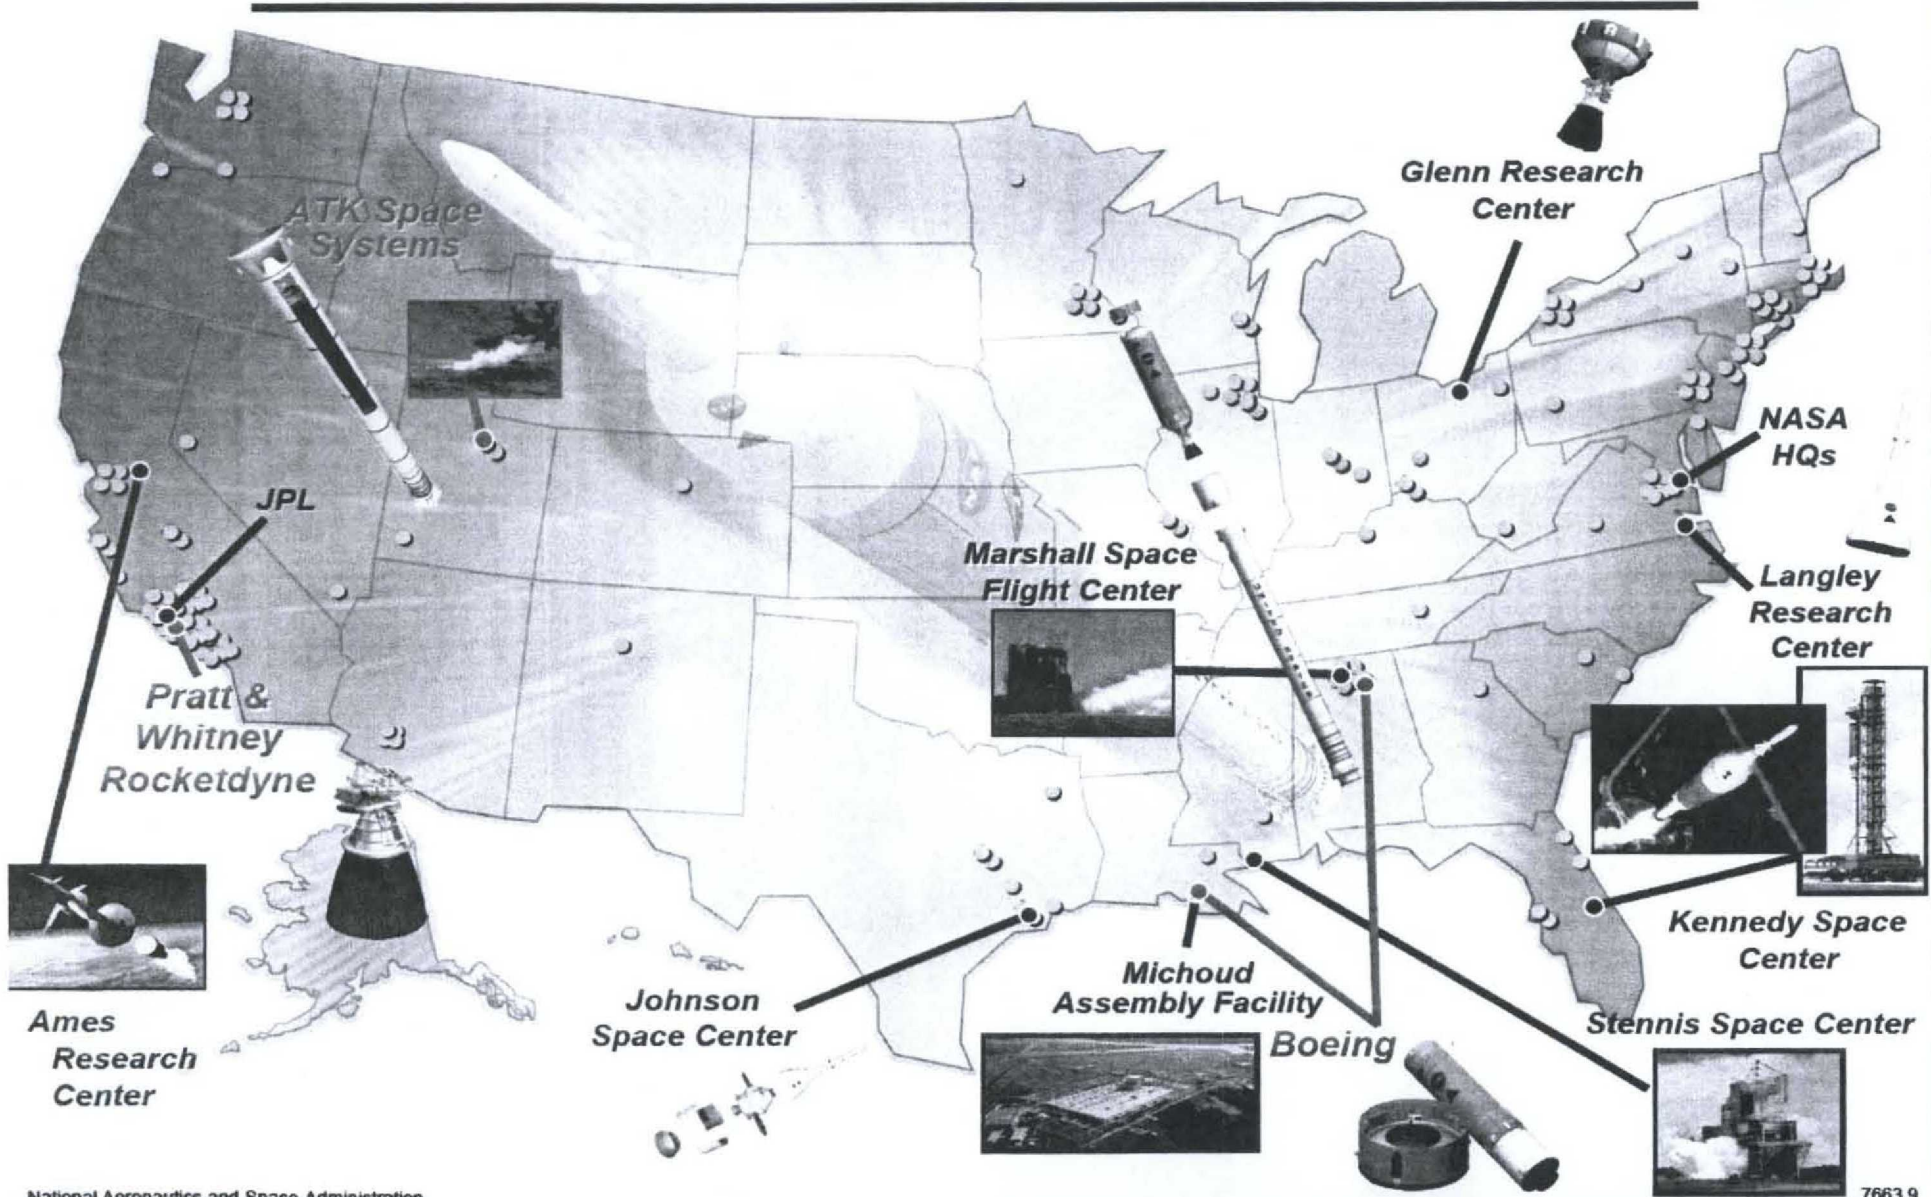 Glenn Research
Center
ATK Space
Systems
NASA
HQs
JPL
Marshall Space
Flight Center
Langley
Research
Center
Pratt &
Whitney
Rocketdyne
Kennedy Space
Center
Michoud
Assembly Facility
Johnson
Space Center
Ames
Research
Center
Stennis Space Center
Boeing
National Aeronautics and Space Administration
7663.9